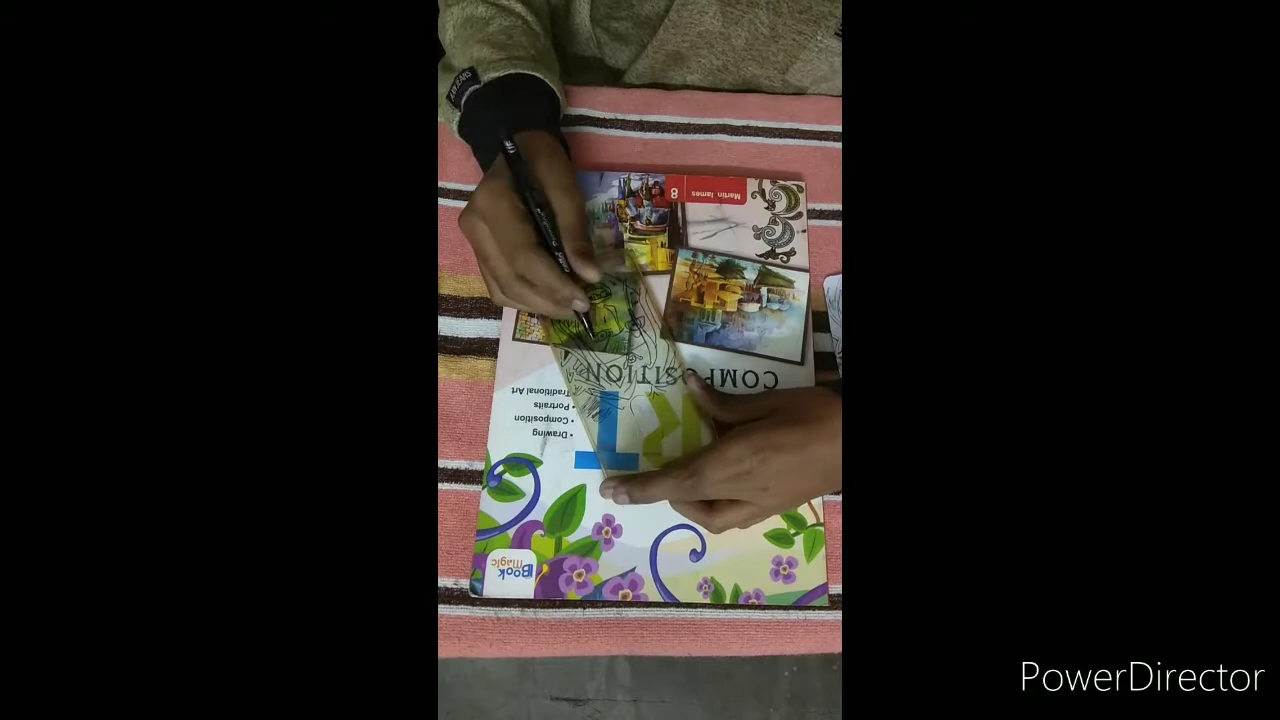 Martin James 8
COMPOSITION
• Drawing
• Composition
• Portraits
Traditional Art
Book
magic
PowerDirector